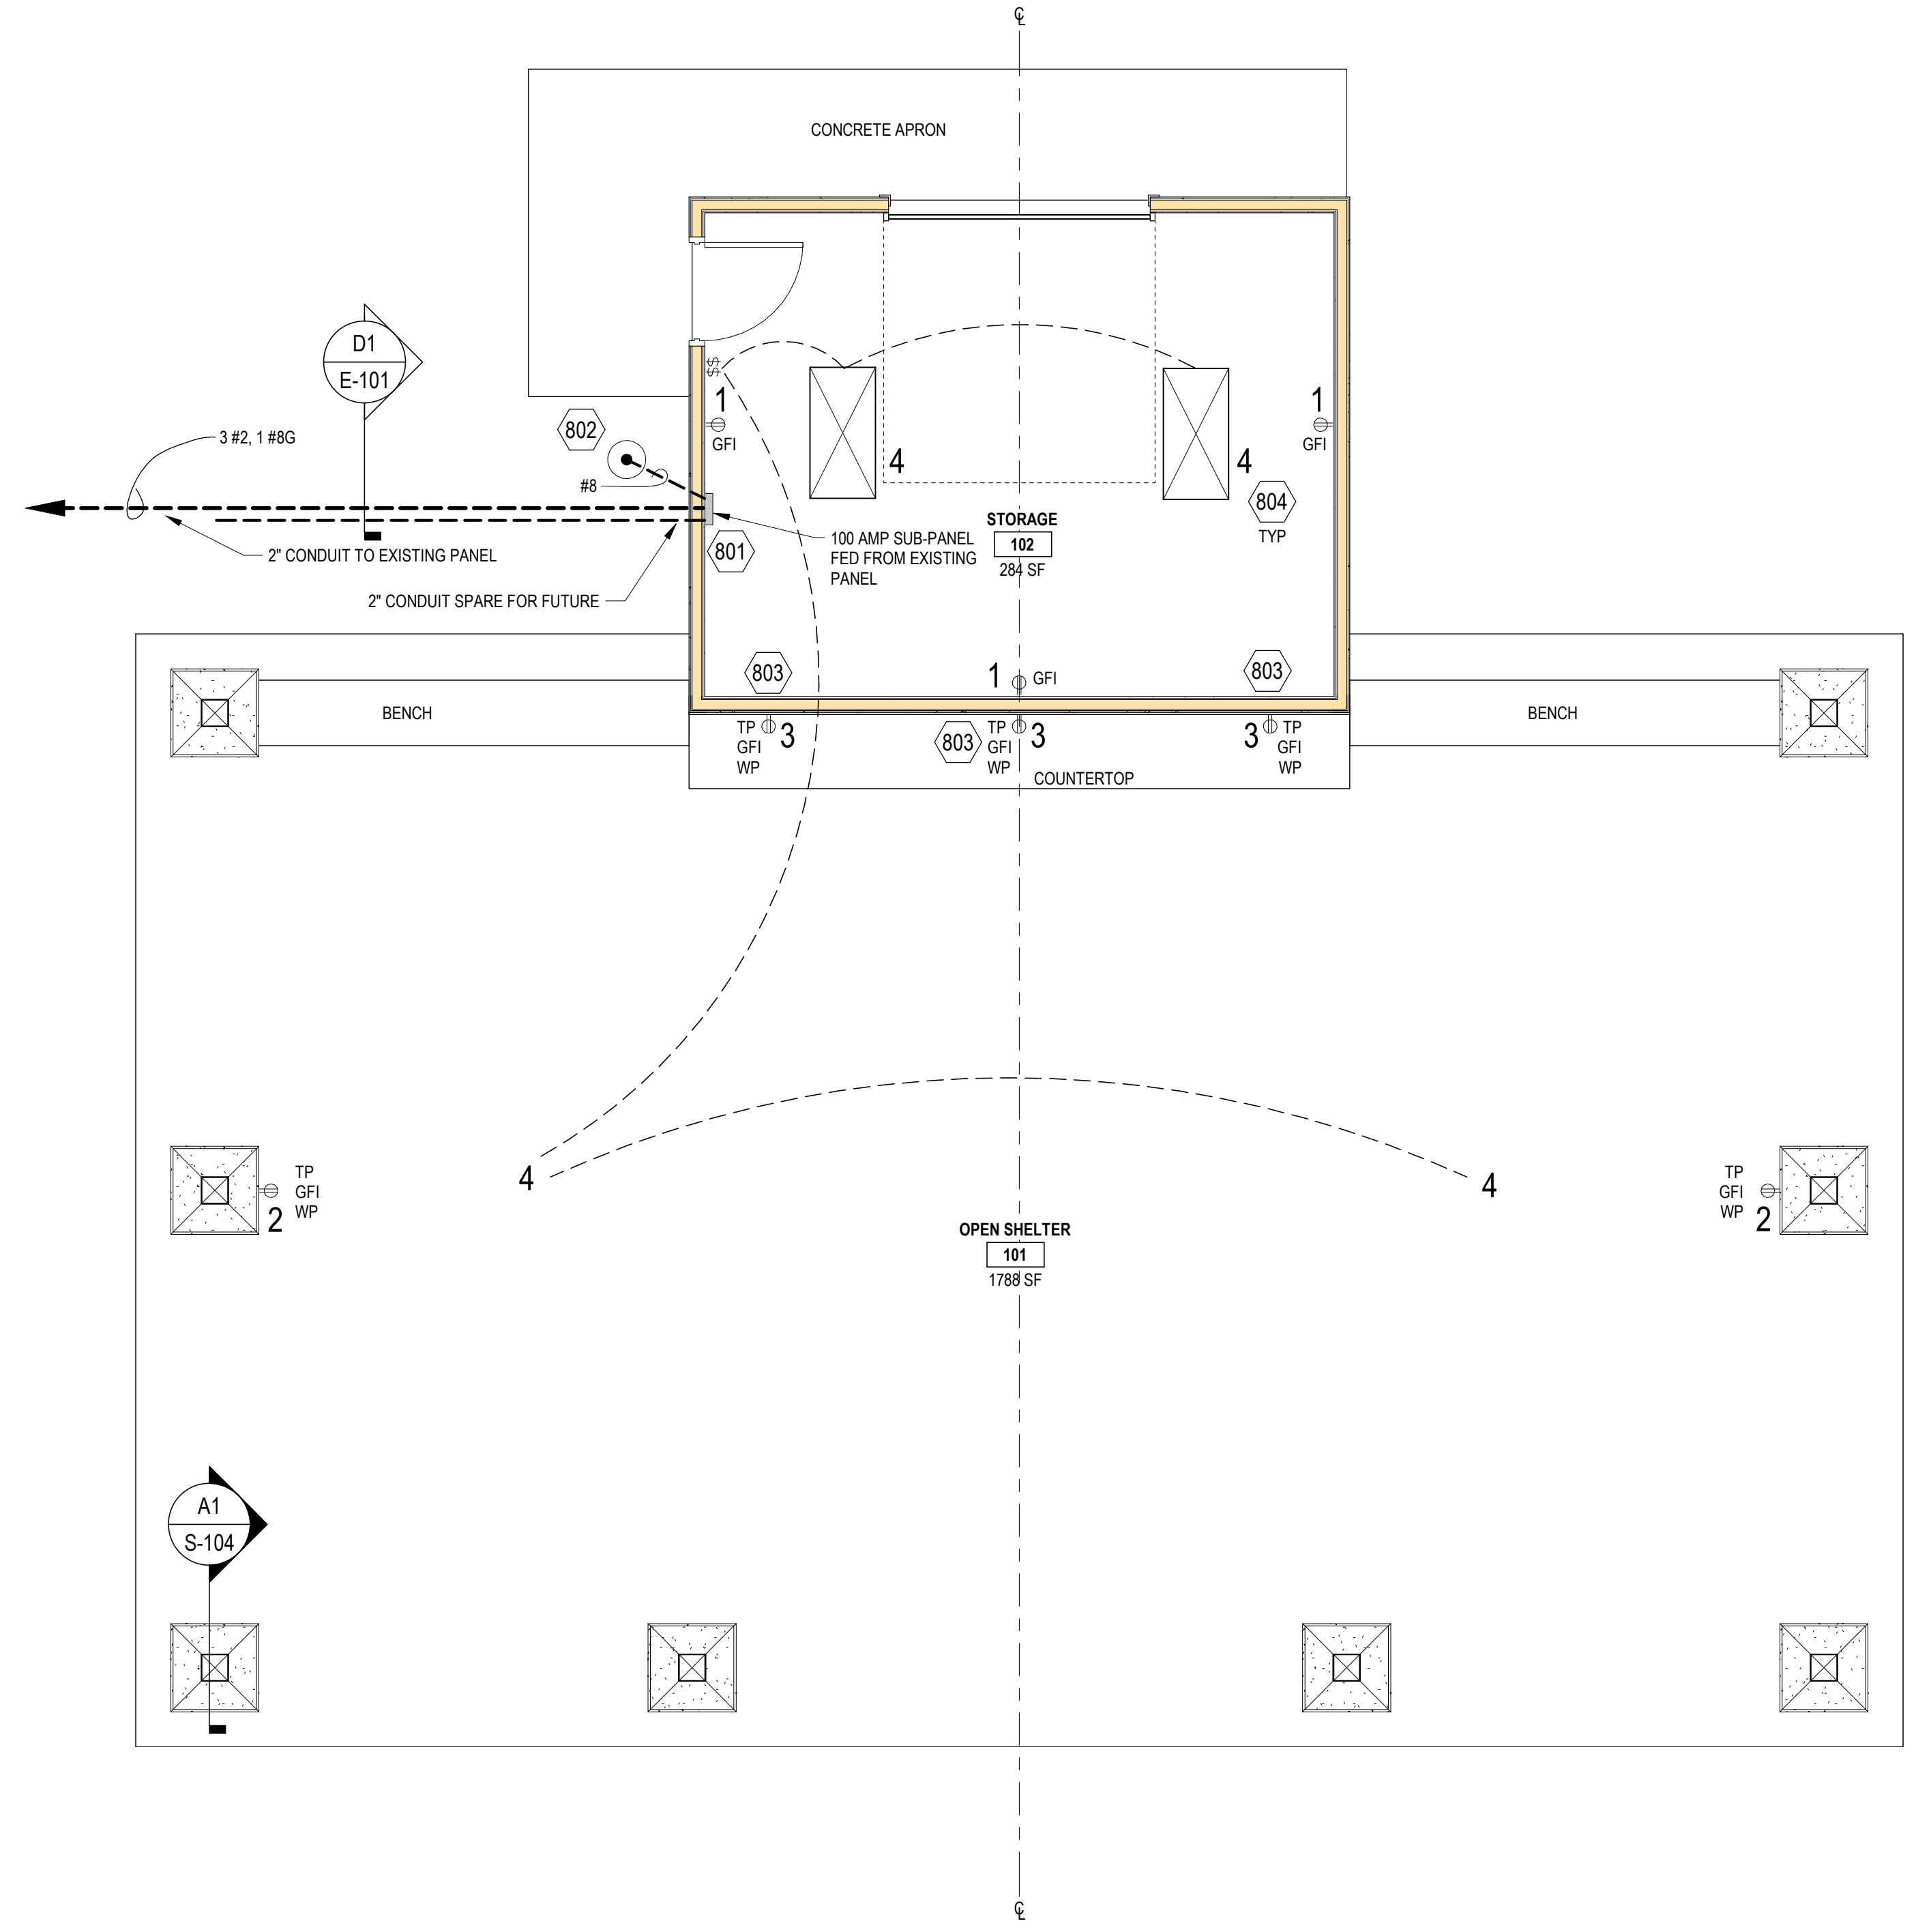 ℄
CONCRETE APRON
D1
E-101
$$
1
GFI
1
GFI
802
3 #2, 1 #8G
4
4
#8
804
TYP
STORAGE
102
284 SF
100 AMP SUB-PANEL
FED FROM EXISTING
PANEL
801
2" CONDUIT TO EXISTING PANEL
2" CONDUIT SPARE FOR FUTURE
803
1
GFI
803
BENCH
BENCH
TP
GFI
WP
3
803
TP
GFI
WP
3
3
TP
GFI
WP
COUNTERTOP
4
4
TP
GFI
WP
2
TP
GFI
WP
2
OPEN SHELTER
101
1788 SF
A1
S-104
℄